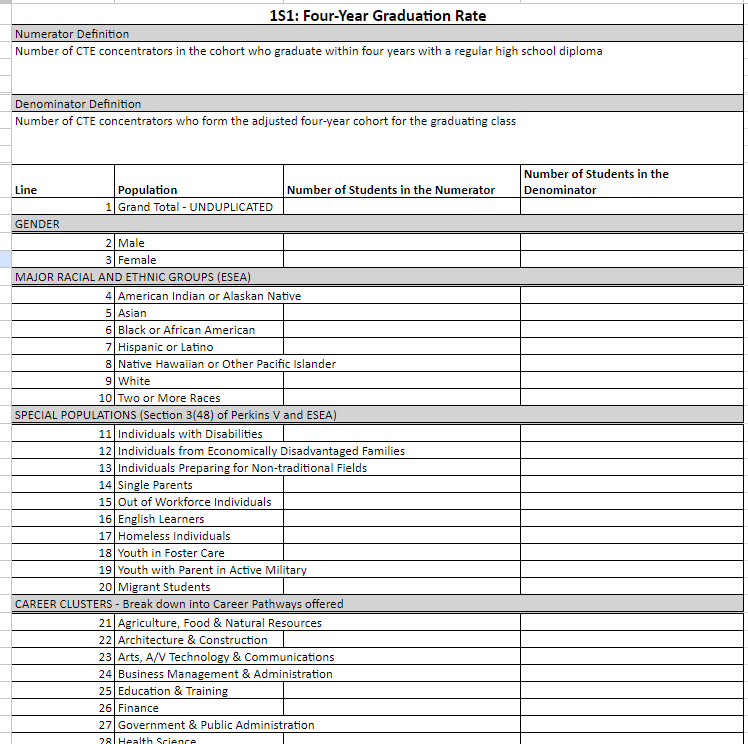 1S1: Four-Year Graduation Rate
Numerator Definition
Number of CTE concentrators in the cohort who graduate within four years with a regular high school diploma
Denominator Definition
Number of CTE concentrators who form the adjusted four-year cohort for the graduating class
Line Population Number of Students in the Numerator Number of Students in the Denominator
1 Grand Total - UNDUPLICATED
GENDER
2 Male
3 Female
MAJOR RACIAL AND ETHNIC GROUPS (ESEA)
4 American Indian or Alaskan Native
5 Asian
6 Black or African American
7 Hispanic or Latino
8 Native Hawaiian or Other Pacific Islander
9 White
10 Two or More Races
SPECIAL POPULATIONS (Section 3(48) of Perkins V and ESEA)
11 Individuals with Disabilities
12 Individuals from Economically Disadvantaged Families
13 Individuals Preparing for Non-traditional Fields
14 Single Parents
15 Out of Workforce Individuals
16 English Learners
17 Homeless Individuals
18 Youth in Foster Care
19 Youth with Parent in Active Military
20 Migrant Students
CAREER CLUSTERS - Break down into Career Pathways offered
21 Agriculture, Food & Natural Resources
22 Architecture & Construction
23 Arts, A/V Technology & Communications
24 Business Management & Administration
25 Education & Training
26 Finance
27 Government & Public Administration
28 Health Science